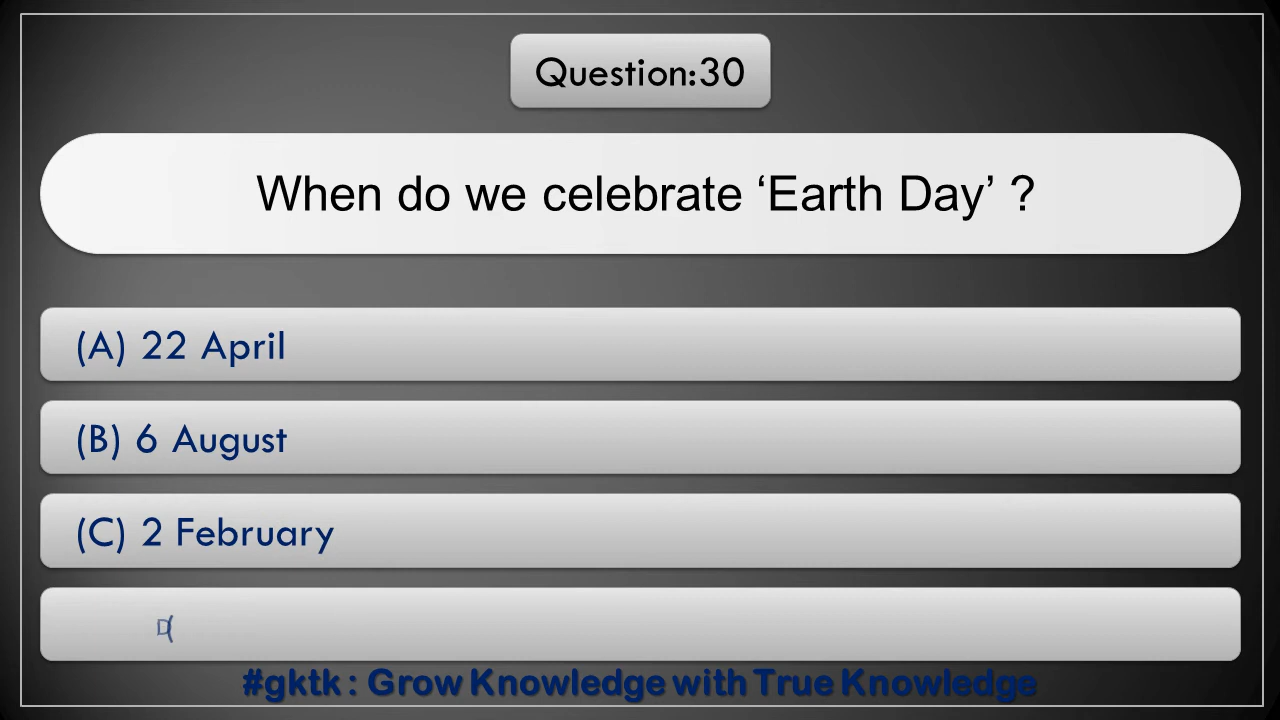 Question:30
When do we celebrate ‘Earth Day’ ?
(A) 22 April
(B) 6 August
(C) 2 February
#gktk : Grow Knowledge with True Knowledge